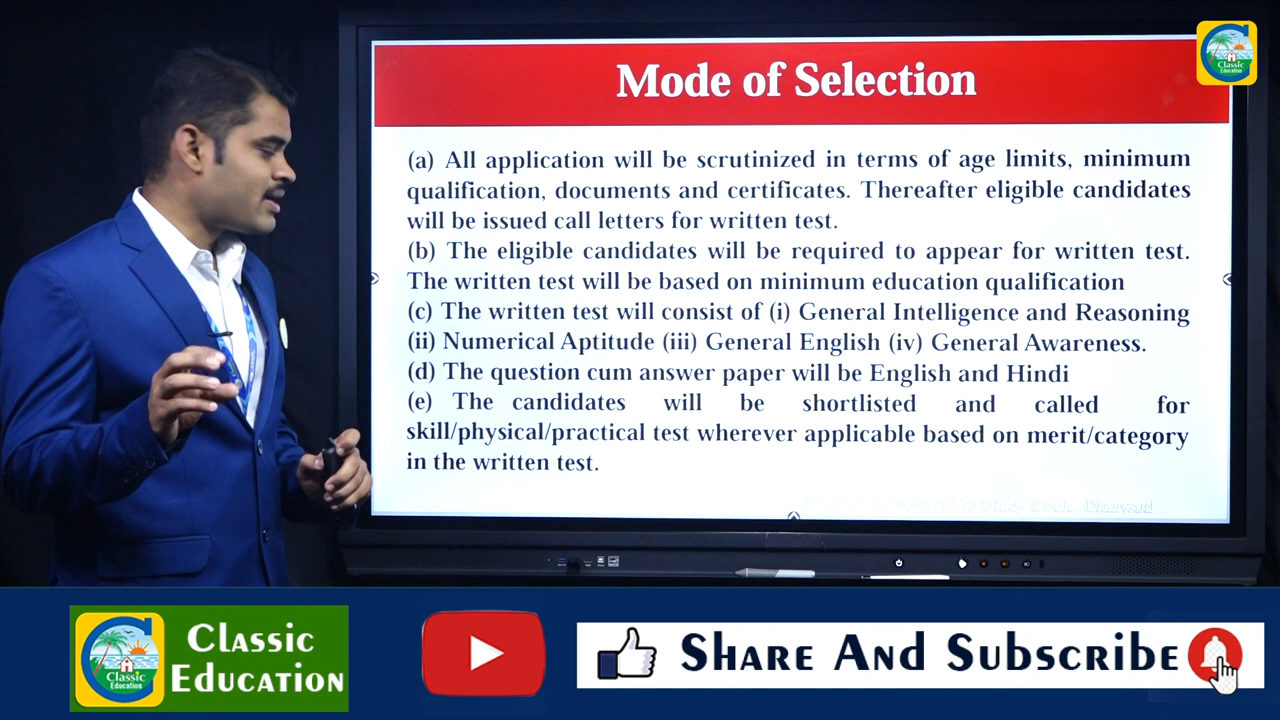 Mode of Selection
Classic
Education
(a) All application will be scrutinized in terms of age limits, minimum
qualification, documents and certificates. Thereafter eligible candidates
will be issued call letters for written test.
(b) The eligible candidates will be required to appear for written test.
The written test will be based on minimum education qualification
(c) The written test will consist of (i) General Intelligence and Reasoning
(ii) Numerical Aptitude (iii) General English (iv) General Awareness.
(d) The question cum answer paper will be English and Hindi
(e) The candidates will be shortlisted and called for
skill/physical/practical test wherever applicable based on merit/category
in the written test.
Dharwad
Classic
Education
Classic
Education
Share And Subscribe